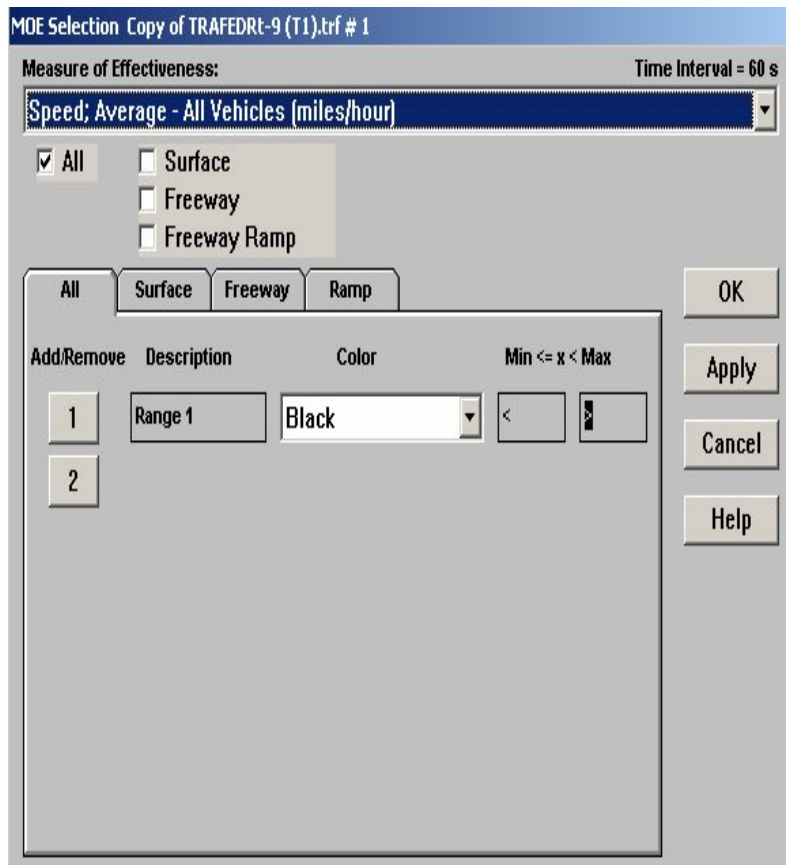 MOE Selection Copy of TRAFEDRt-9 (T1).trf # 1
Measure of Effectiveness: Time Interval = 60 s
Speed; Average - All Vehicles (miles/hour)
All Surface
Freeway
Freeway Ramp
All Surface Freeway Ramp OK
Add/Remove Description Color Min <= x < Max Apply
1 Range 1 Black < >
Cancel
2
Help